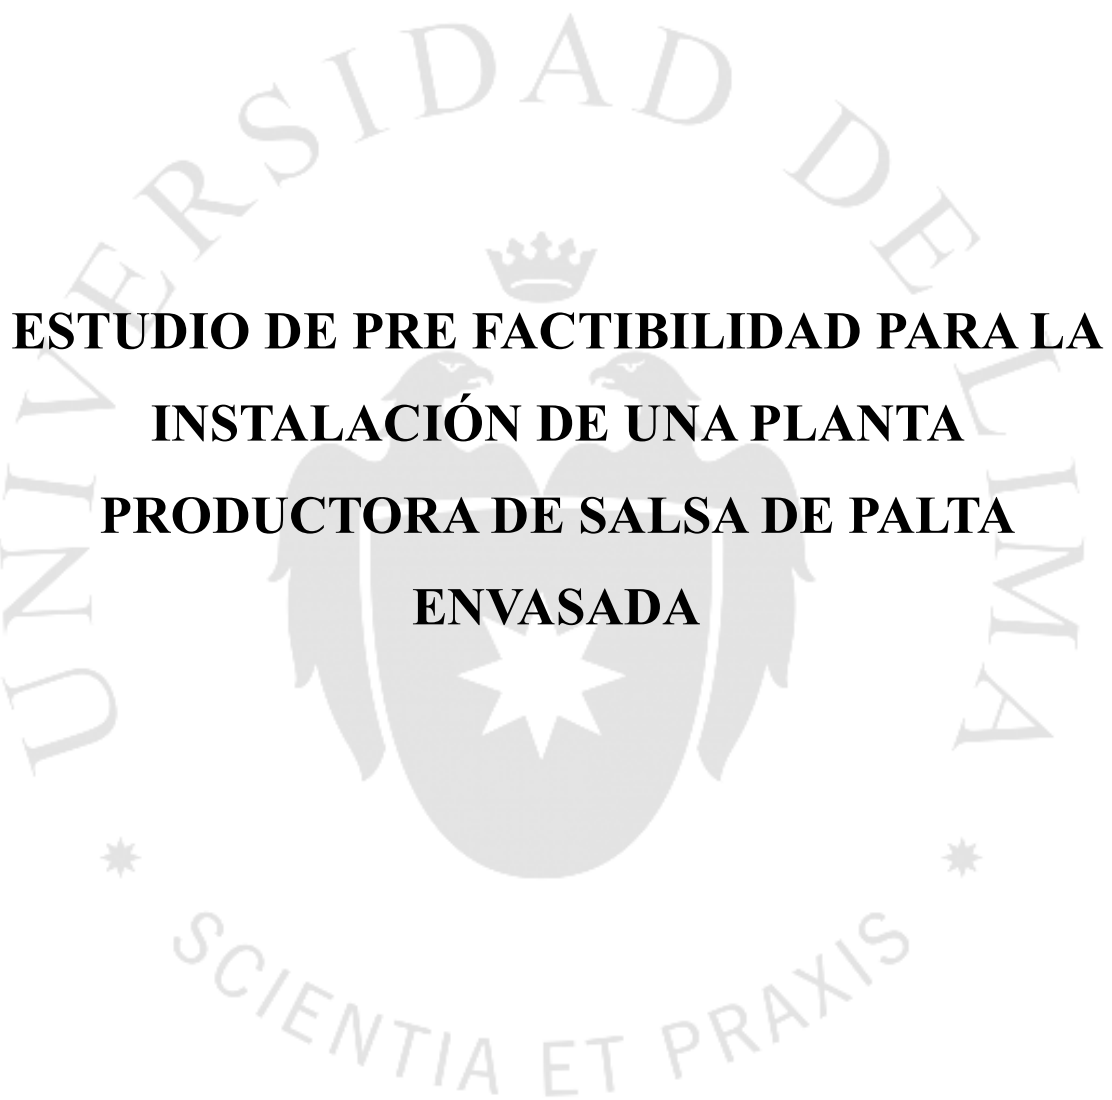 UNIVERSIDAD DE LIMA
ESTUDIO DE PRE FACTIBILIDAD PARA LA
INSTALACIÓN DE UNA PLANTA
PRODUCTORA DE SALSA DE PALTA
ENVASADA
SCIENTIA ET PRAXIS